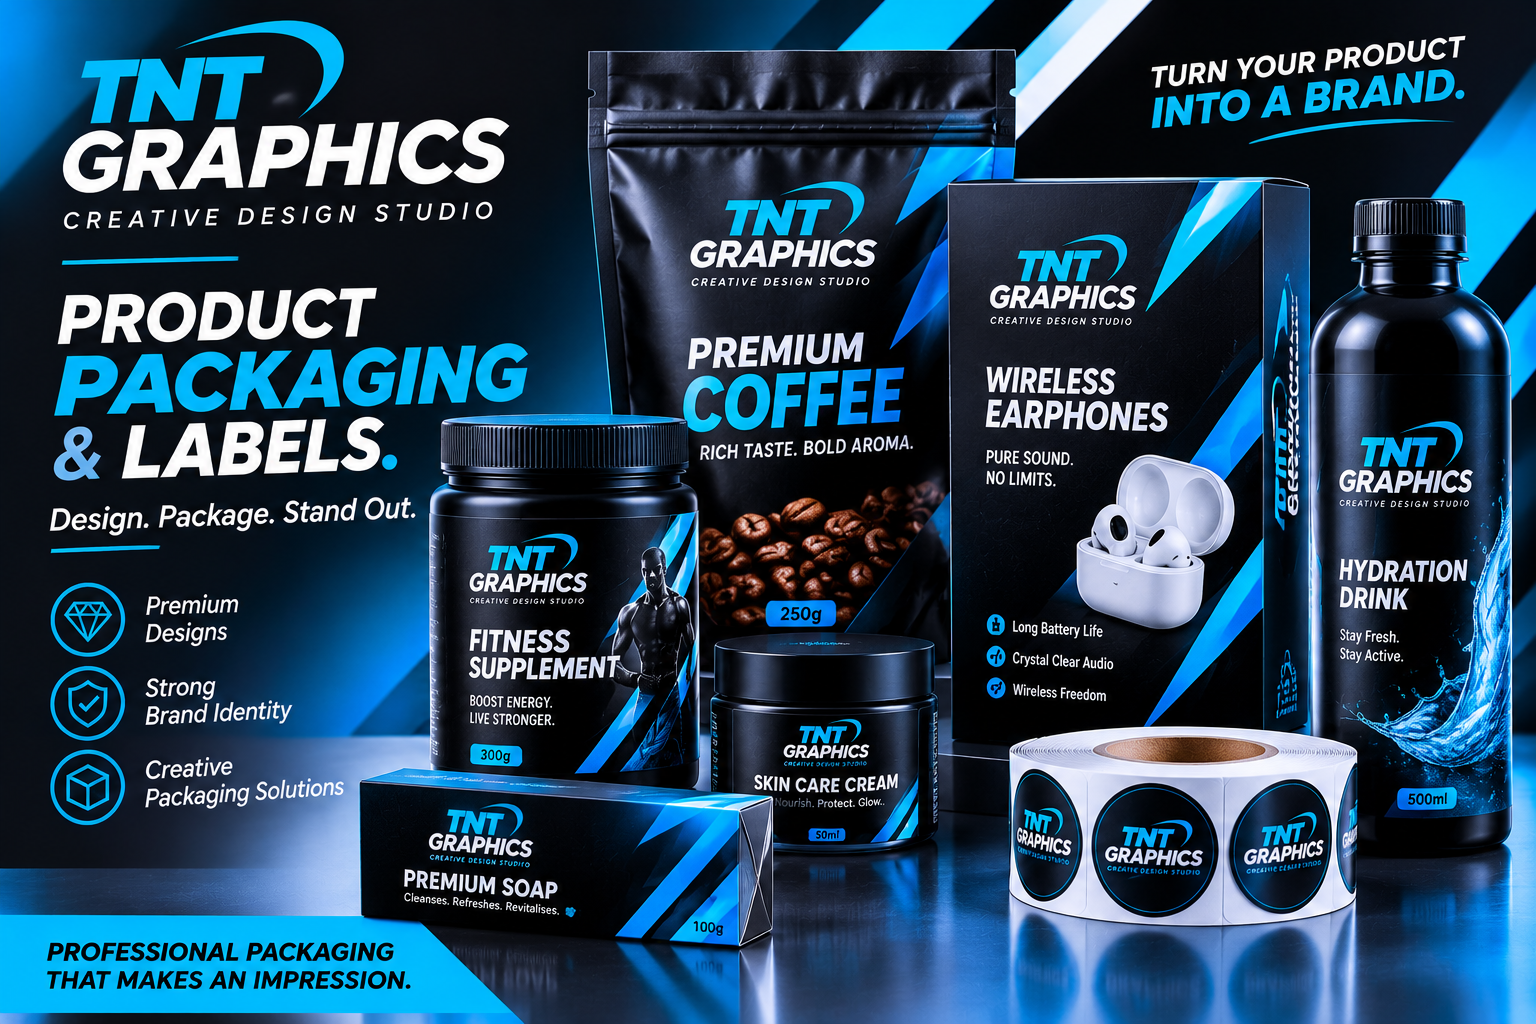 TNT
GRAPHICS
CREATIVE DESIGN STUDIO
PRODUCT
PACKAGING
& LABELS.
Design. Package. Stand Out.
Premium
Designs
Strong
Brand Identity
Creative
Packaging Solutions
PROFESSIONAL PACKAGING
THAT MAKES AN IMPRESSION.
TURN YOUR PRODUCT
INTO A BRAND.
TNT
GRAPHICS
CREATIVE DESIGN STUDIO
PREMIUM
COFFEE
RICH TASTE. BOLD AROMA.
250g
TNT
GRAPHICS
CREATIVE DESIGN STUDIO
WIRELESS
EARPHONES
PURE SOUND.
NO LIMITS.
Long Battery Life
Crystal Clear Audio
Wireless Freedom
TNT
GRAPHICS
CREATIVE DESIGN STUDIO
HYDRATION
DRINK
Stay Fresh.
Stay Active.
500ml
TNT
GRAPHICS
CREATIVE DESIGN STUDIO
FITNESS
SUPPLEMENT
BOOST ENERGY.
LIVE STRONGER.
300g
TNT
GRAPHICS
CREATIVE DESIGN STUDIO
SKIN CARE CREAM
Nourish. Protect. Glow..
50ml
TNT
GRAPHICS
CREATIVE DESIGN STUDIO
PREMIUM SOAP
Cleanses. Refreshes. Revitalises.
100g
TNT
GRAPHICS
TNT
GRAPHICS
CREATIVE DESIGN STUDIO
TNT
GRAPHICS